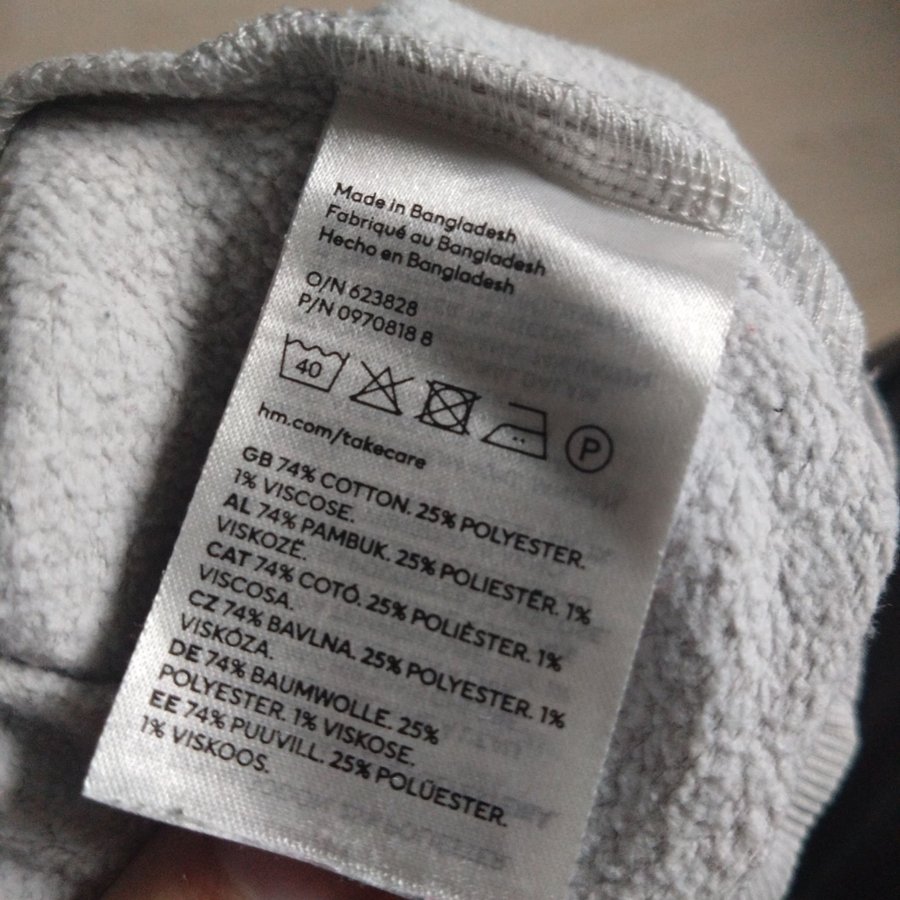 Made in Bangladesh
Fabriqué au Bangladesh
Hecho en Bangladesh
O/N 623828
P/N 0970818 8
40
P
hm.com/takecare
GB 74% COTTON. 25% POLYESTER.
1% VISCOSE.
AL 74% PAMBUK. 25% POLIESTËR. 1%
VISKOZË.
CAT 74% COTÓ. 25% POLIÈSTER. 1%
VISCOSA.
CZ 74% BAVLNA. 25% POLYESTER. 1%
VISKÓZA.
DE 74% BAUMWOLLE. 25%
POLYESTER. 1% VISKOSE.
EE 74% PUUVILL. 25% POLÜESTER.
1% VISKOOS.